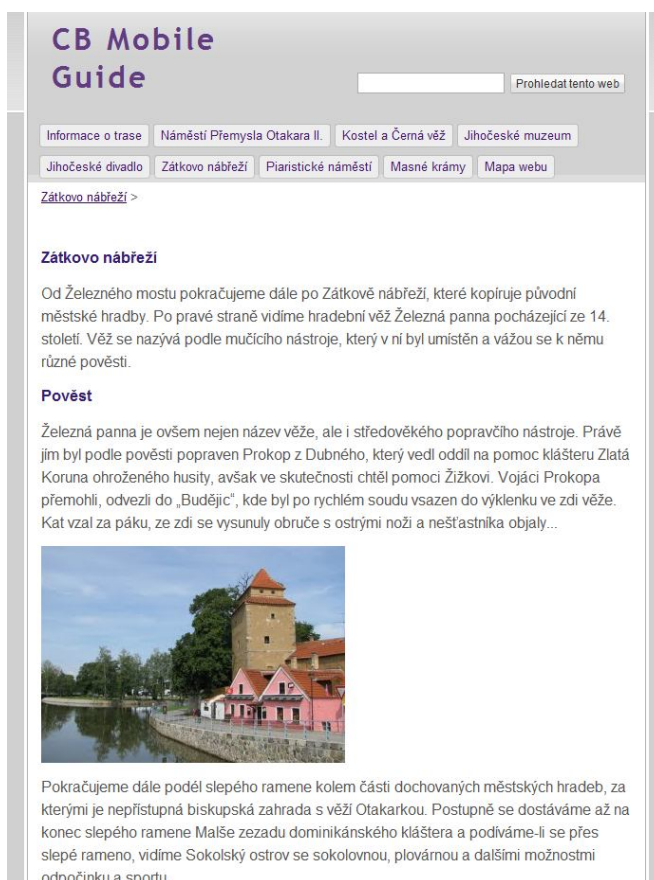 CB Mobile
Guide
Prohledat tento web
Informace o trase Náměstí Přemysla Otakara II. Kostel a Černá věž Jihočeské muzeum
Jihočeské divadlo Zátkovo nábřeží Piaristické náměstí Masné krámy Mapa webu
Zátkovo nábřeží >
Zátkovo nábřeží
Od Železného mostu pokračujeme dále po Zátkově nábřeží, které kopíruje původní
městské hradby. Po pravé straně vidíme hradební věž Železná panna pocházející ze 14.
století. Věž se nazývá podle mučícího nástroje, který v ní byl umístěn a vážou se k němu
různé pověsti.
Pověst
Železná panna je ovšem nejen název věže, ale i středověkého popravčího nástroje. Právě
jím byl podle pověsti popraven Prokop z Dubného, který vedl oddíl na pomoc klášteru Zlatá
Koruna ohroženého husity, avšak ve skutečnosti chtěl pomoci Žižkovi. Vojáci Prokopa
přemohli, odvezli do „Budějic“, kde byl po rychlém soudu vsazen do výklenku ve zdi věže.
Kat vzal za páku, ze zdi se vysunuly obruče s ostrými noži a nešťastníka objaly...
Pokračujeme dále podél slepého ramene kolem části dochovaných městských hradeb, za
kterými je nepřístupná biskupská zahrada s věží Otakarkou. Postupně se dostáváme až na
konec slepého ramene Malše zezadu dominikánského kláštera a podíváme-li se přes
slepé rameno, vidíme Sokolský ostrov se sokolovnou, plovárnou a dalšími možnostmi
odpočinku a sportu.